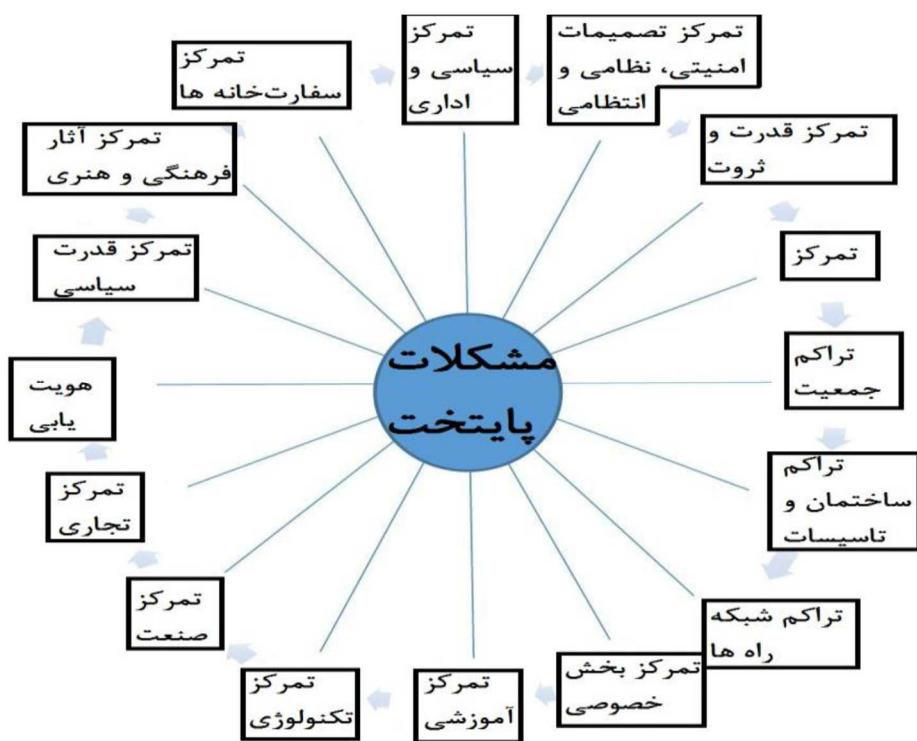 تمرکز
سیاسی و
اداری
تمرکز تصمیمات
امنیتی، نظامی و
انتظامی
تمرکز قدرت و
ثروت
تمرکز
تراکم
جمعیت
تراکم
ساختمان و
تاسیسات
تراکم شبکه
راه ها
تمرکز بخش
خصوصی
تمرکز
آموزشی
تمرکز
تکنولوژی
تمرکز
صنعت
تمرکز
تجاری
هویت
یابی
تمرکز قدرت
سیاسی
تمرکز آثار
فرهنگی و هنری
تمرکز
سفارت‌خانه ها
مشکلات
پایتخت